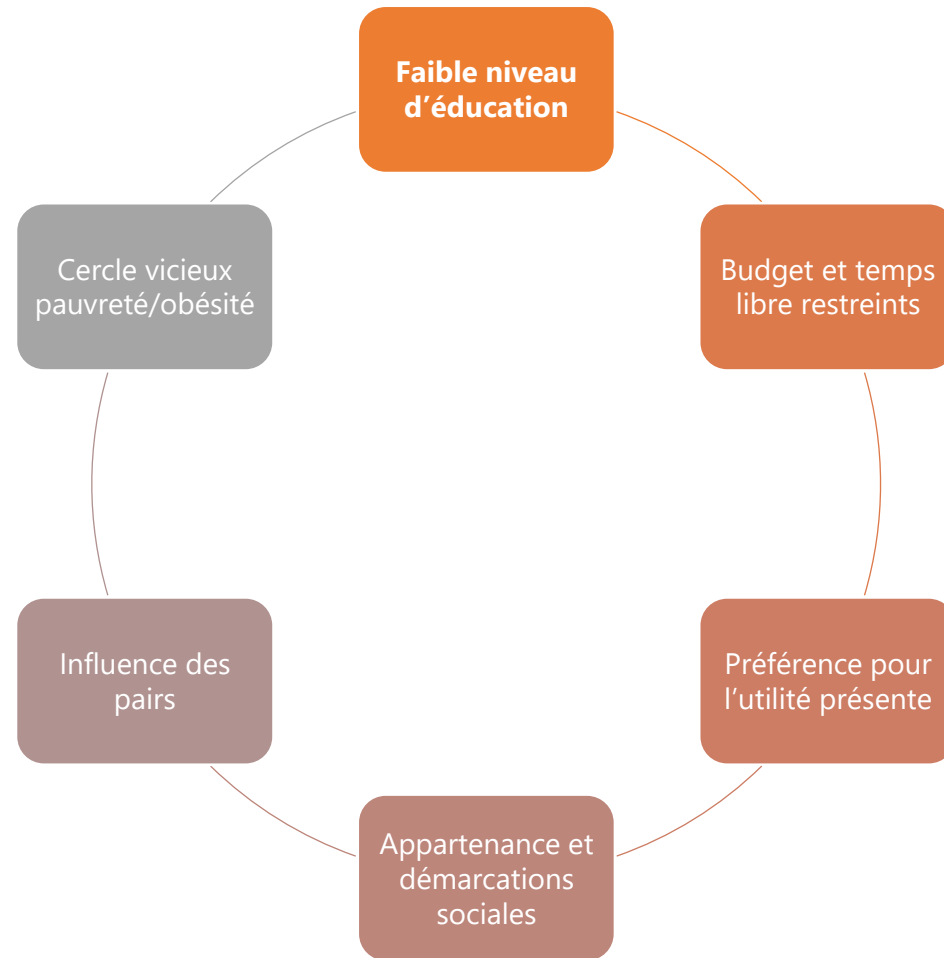 Faible niveau
d’éducation
Budget et temps
libre restreints
Préférence pour
l’utilité présente
Appartenance et
démarcations
sociales
Influence des
pairs
Cercle vicieux
pauvreté/obésité